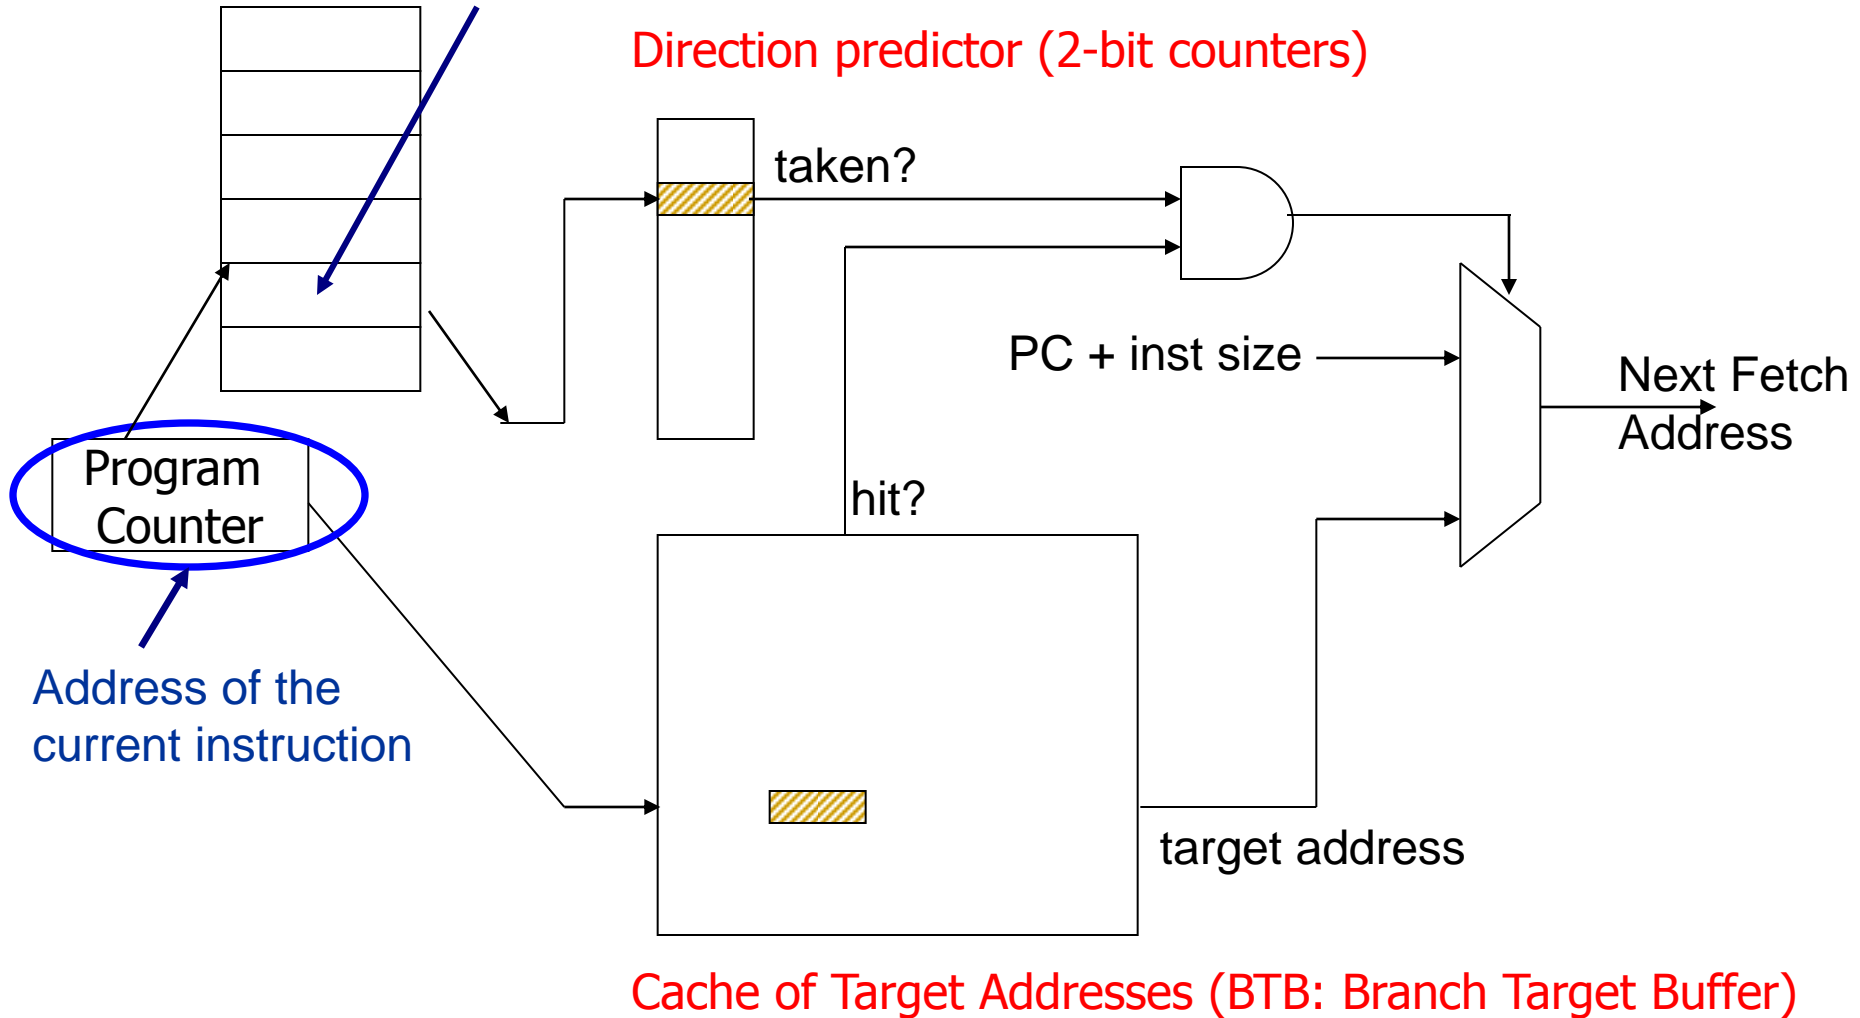 Direction predictor (2-bit counters)
taken?
PC + inst size
Next Fetch
Address
Program
Counter
hit?
Address of the
current instruction
target address
Cache of Target Addresses (BTB: Branch Target Buffer)